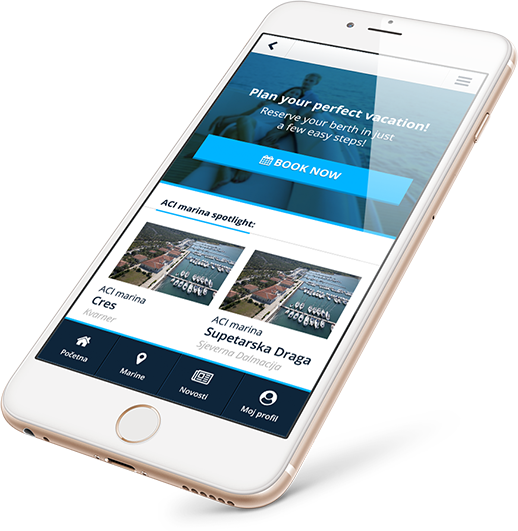 Plan your perfect vacation!
Reserve your berth in just
a few easy steps!
BOOK NOW
ACI marina spotlight:
ACI marina
Cres
Kvarner
ACI marina
Supetarska Draga
Sjeverna Dalmacija
Početna
Marine
Novosti
Moj profil